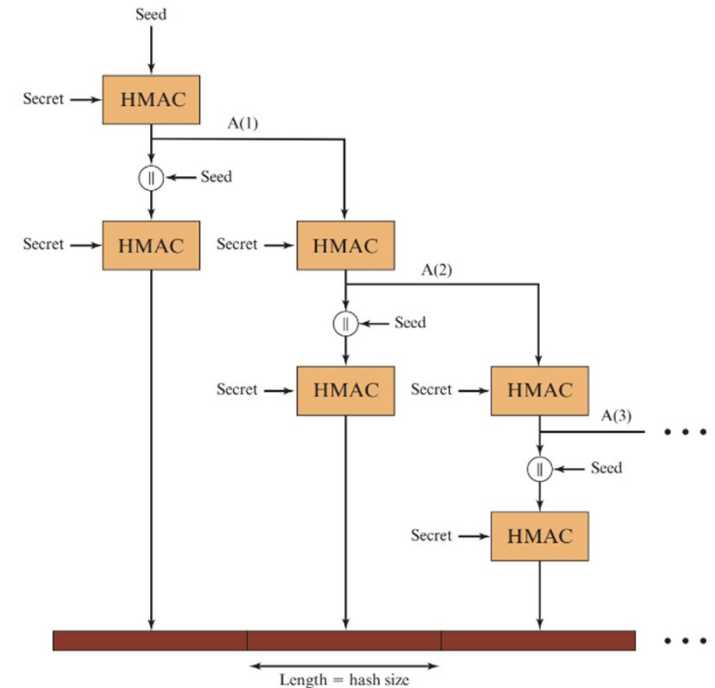 Seed
Secret
HMAC
A(1)
||
Seed
Secret
HMAC
Secret
HMAC
A(2)
||
Seed
Secret
HMAC
Secret
HMAC
A(3)
• • •
||
Seed
Secret
HMAC
• • •
Length = hash size